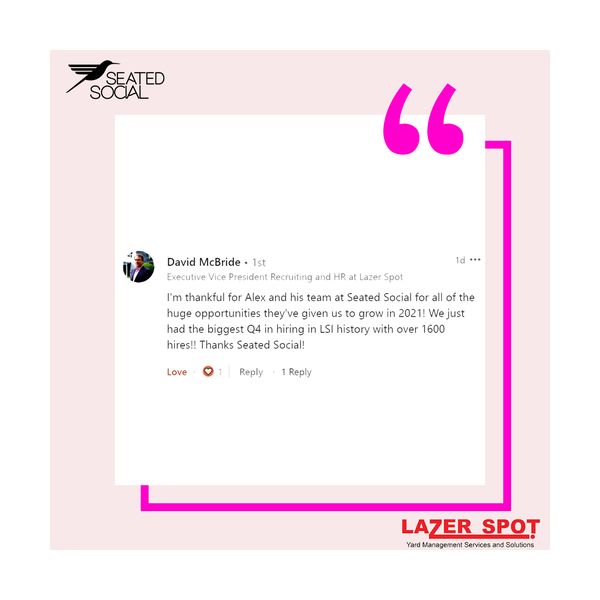 SEATED
SOCIAL
David McBride • 1st
1d •••
Executive Vice President Recruiting and HR at Lazer Spot
I'm thankful for Alex and his team at Seated Social for all of the
huge opportunities they've given us to grow in 2021! We just
had the biggest Q4 in hiring in LSI history with over 1600
hires!! Thanks Seated Social!
Love · 1 | Reply · 1 Reply
LAZER SPOT
Yard Management Services and Solutions